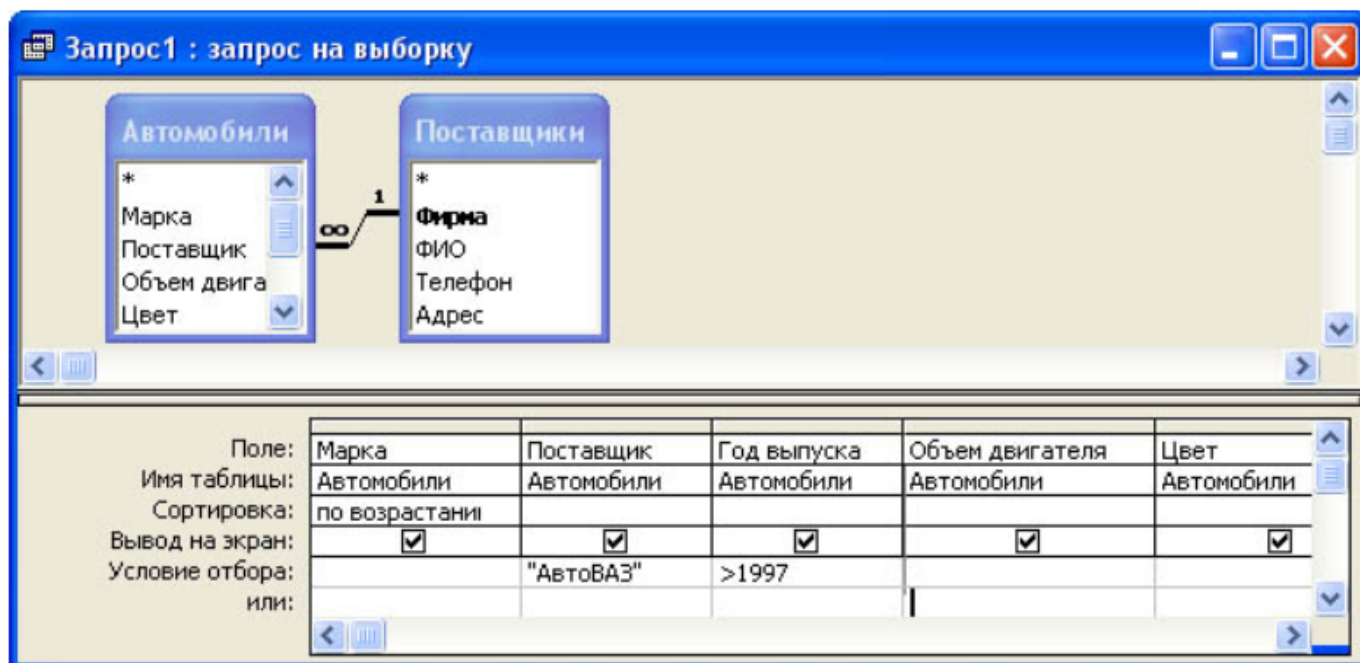 Запрос1 : запрос на выборку
Автомобили
*
Марка
Поставщик
Объем двига
Цвет
∞ 1
Поставщики
*
Фирма
ФИО
Телефон
Адрес
Поле: Марка Поставщик Год выпуска Объем двигателя Цвет
Имя таблицы: Автомобили Автомобили Автомобили Автомобили Автомобили
Сортировка: по возрастани
Вывод на экран:
Условие отбора: "АвтоВАЗ" >1997
или: